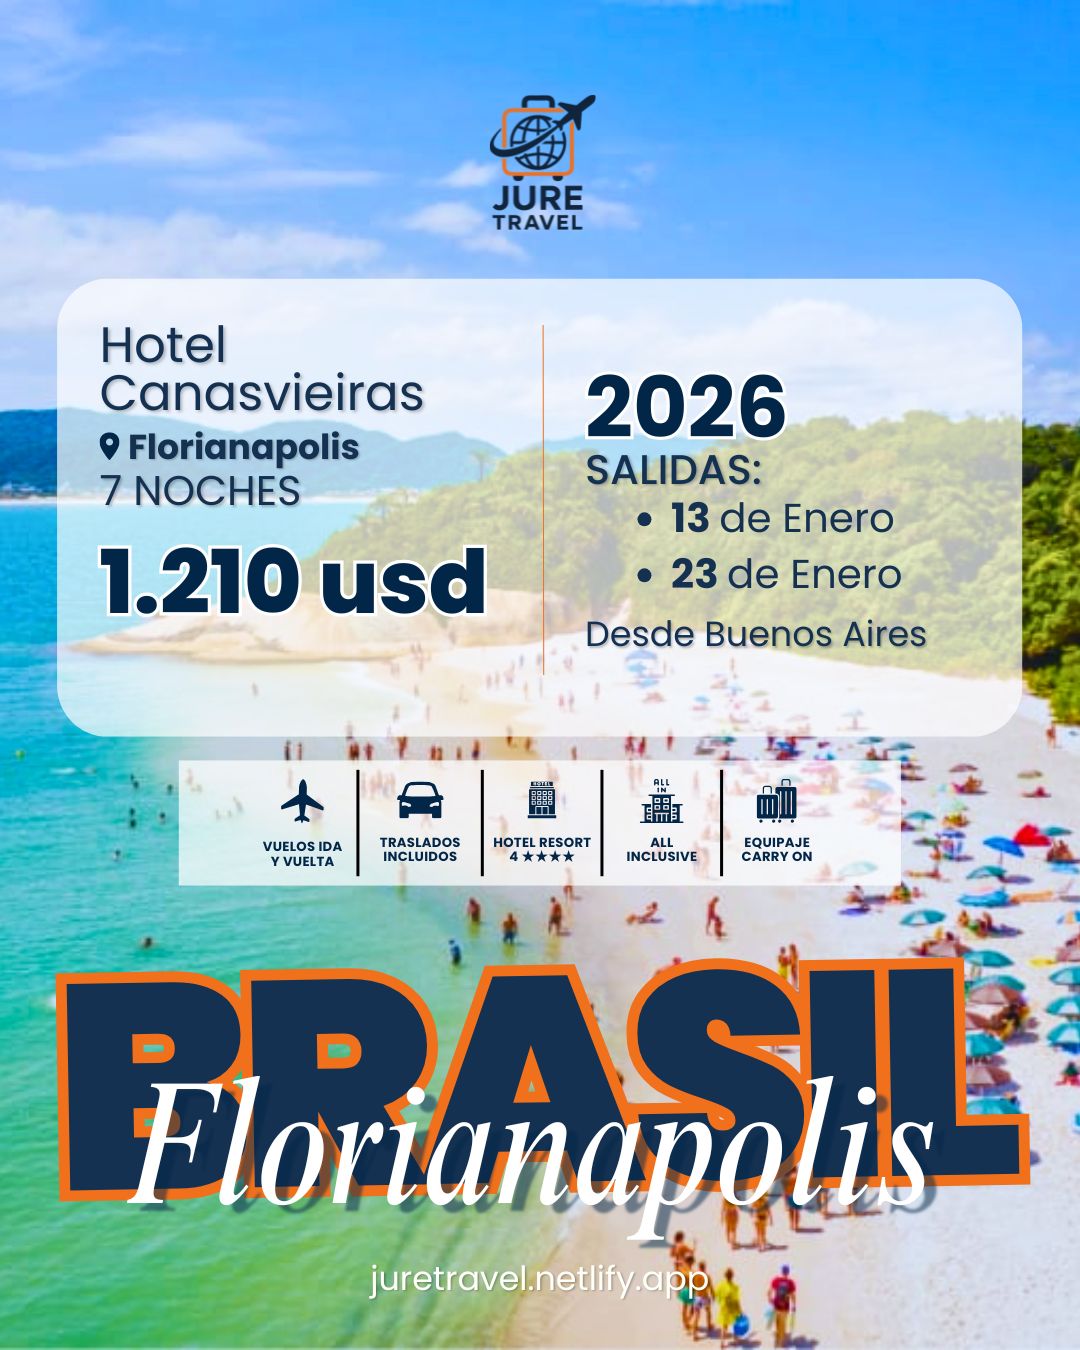 JURE
TRAVEL
Hotel
Canasvieiras
Florianapolis
7 NOCHES
1.210 usd
2026
SALIDAS:
• 13 de Enero
• 23 de Enero
Desde Buenos Aires
VUELOS IDA
Y VUELTA
TRASLADOS
INCLUIDOS
HOTEL
HOTEL RESORT
4 ★★★★
ALL
IN
ALL
INCLUSIVE
EQUIPAJE
CARRY ON
BRASIL
Florianapolis
juretravel.netlify.app